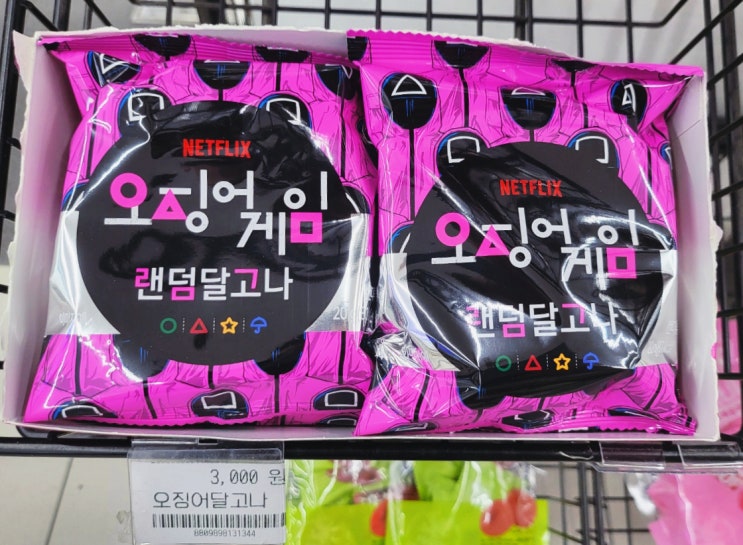 NETFLIX
오징어
게임
랜덤달고나
NETFLIX
오징어
게임
랜덤달고나
3,000 원
오징어달고나
8809898131344